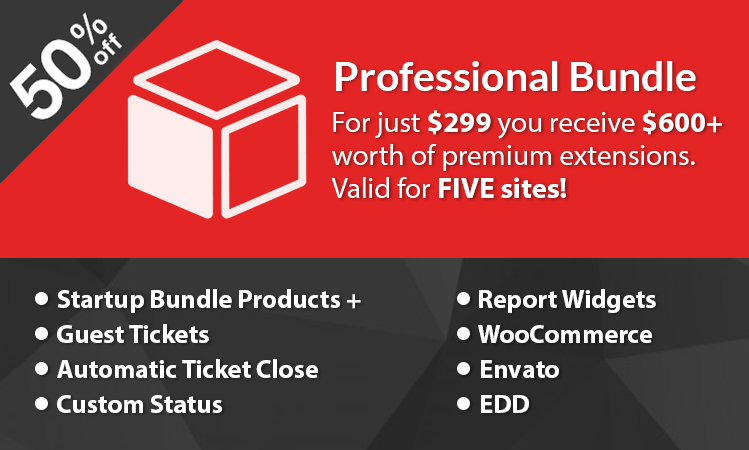 50%
off
Professional Bundle
For just $299 you receive $600+
worth of premium extensions.
Valid for FIVE sites!
Startup Bundle Products +
Guest Tickets
Automatic Ticket Close
Custom Status
Report Widgets
WooCommerce
Envato
EDD